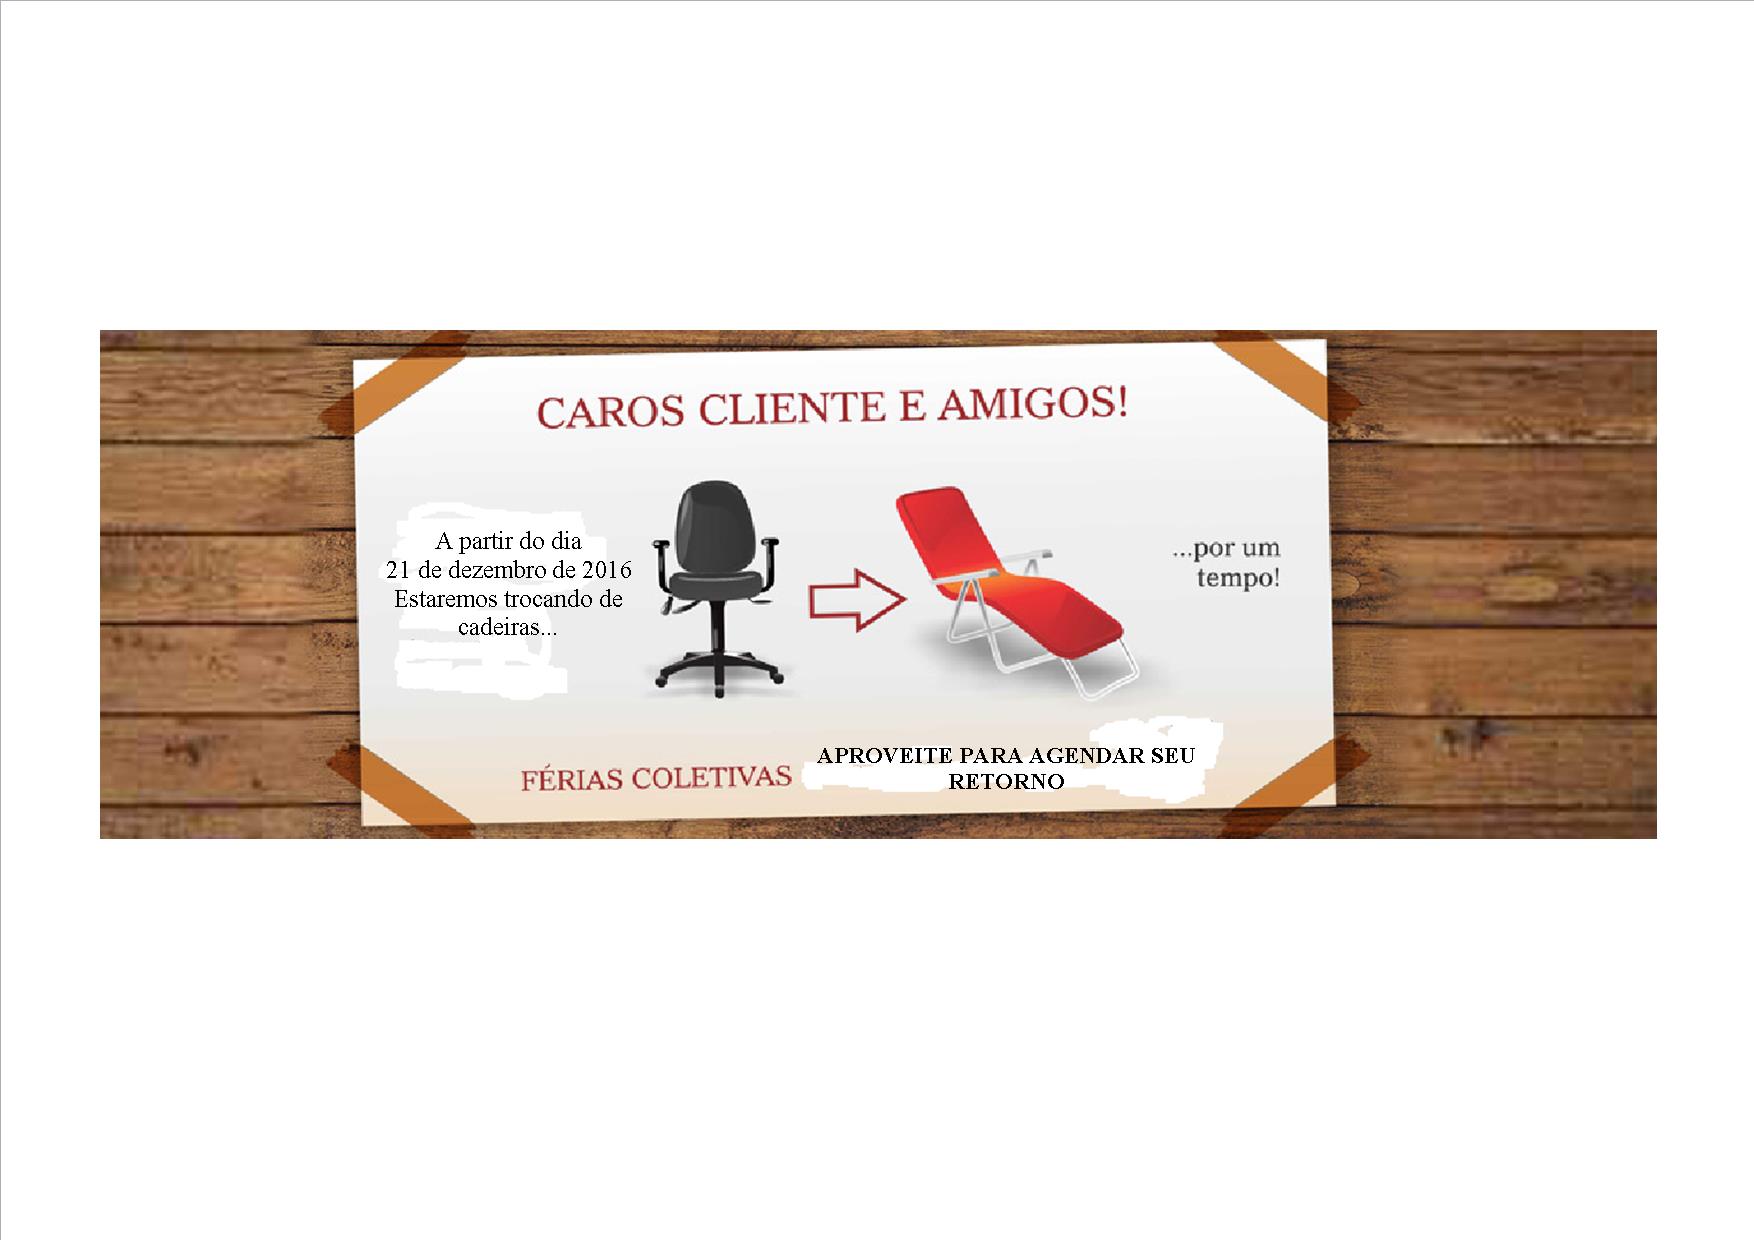 CAROS CLIENTE E AMIGOS!
A partir do dia
21 de dezembro de 2016
Estaremos trocando de
cadeiras...
...por um
tempo!
FÉRIAS COLETIVAS
APROVEITE PARA AGENDAR SEU
RETORNO